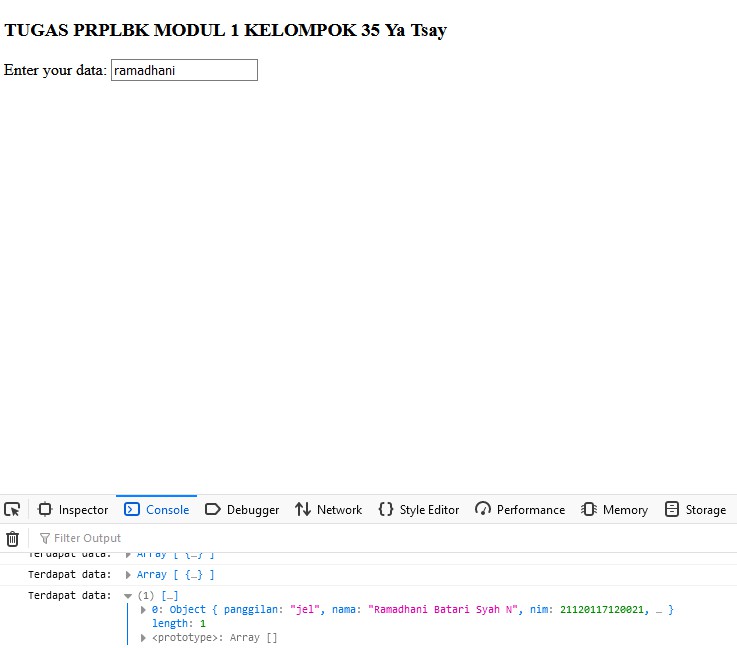 TUGAS PRPLBK MODUL 1 KELOMPOK 35 Ya Tsay
Enter your data: ramadhani
Inspector Console Debugger Network Style Editor Performance Memory Storage
Filter Output
Terdapat data: Array [ {…} ]
Terdapat data: Array [ {…} ]
Terdapat data: (1) […]
0: Object { panggilan: "jel", nama: "Ramadhani Batari Syah N", nim: 21120117120021, … }
length: 1
<prototype>: Array []